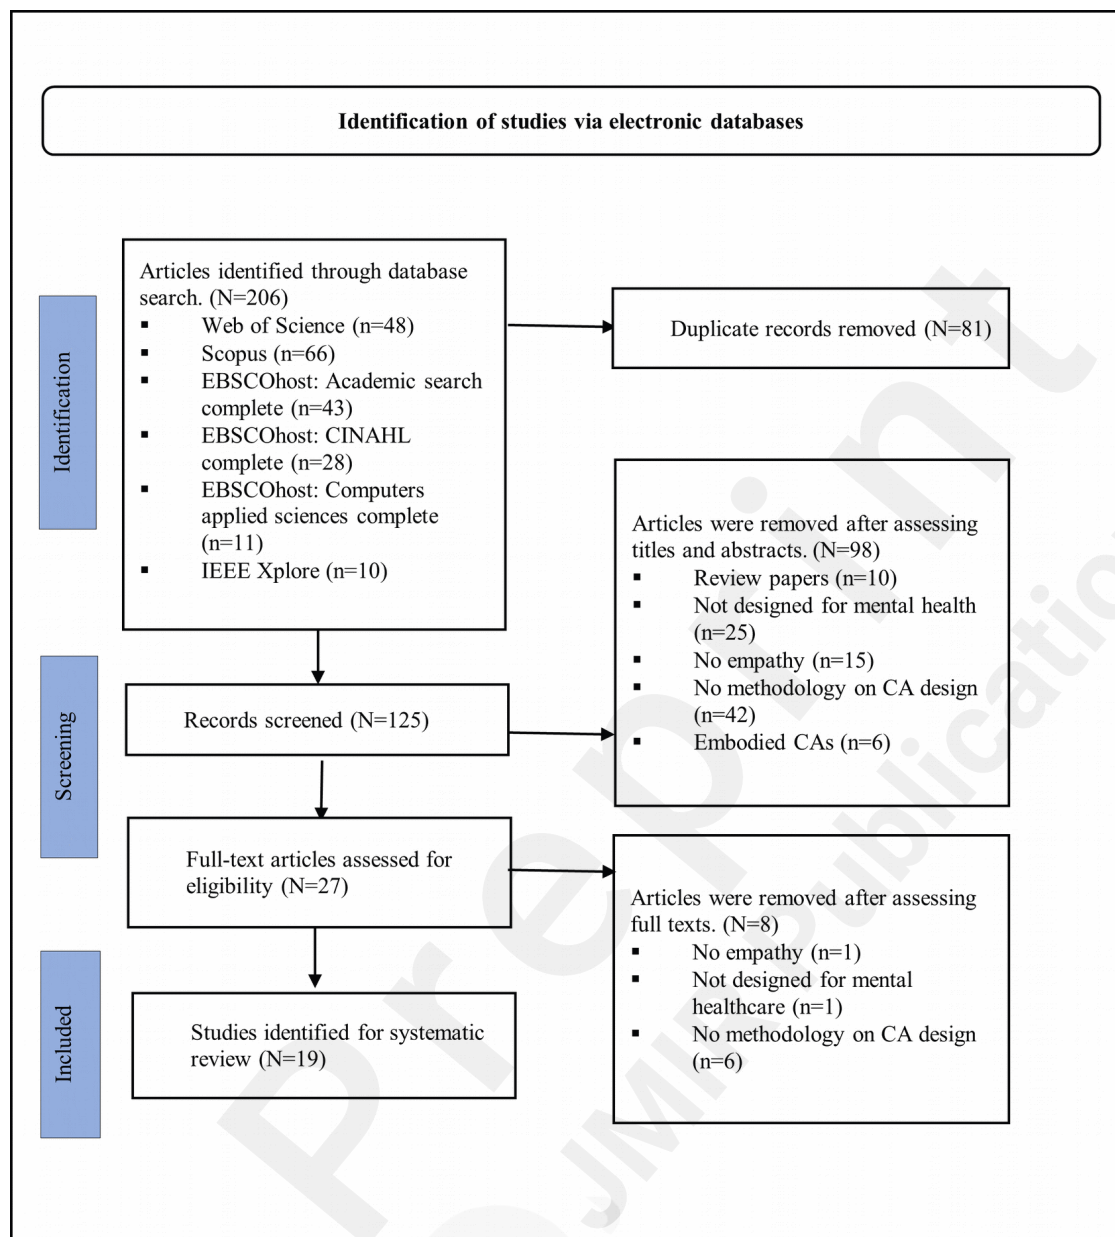 Identification of studies via electronic databases
Identification
Articles identified through database
search. (N=206)
▪ Web of Science (n=48)
▪ Scopus (n=66)
▪ EBSCOhost: Academic search
complete (n=43)
▪ EBSCOhost: CINAHL
complete (n=28)
▪ EBSCOhost: Computers
applied sciences complete
(n=11)
▪ IEEE Xplore (n=10)
Duplicate records removed (N=81)
Screening
Records screened (N=125)
Articles were removed after assessing
titles and abstracts. (N=98)
▪ Review papers (n=10)
▪ Not designed for mental health
(n=25)
▪ No empathy (n=15)
▪ No methodology on CA design
(n=42)
▪ Embodied CAs (n=6)
Full-text articles assessed for
eligibility (N=27)
Articles were removed after assessing
full texts. (N=8)
▪ No empathy (n=1)
▪ Not designed for mental
healthcare (n=1)
▪ No methodology on CA design
(n=6)
Included
Studies identified for systematic
review (N=19)
Preprint
JMIR Publications